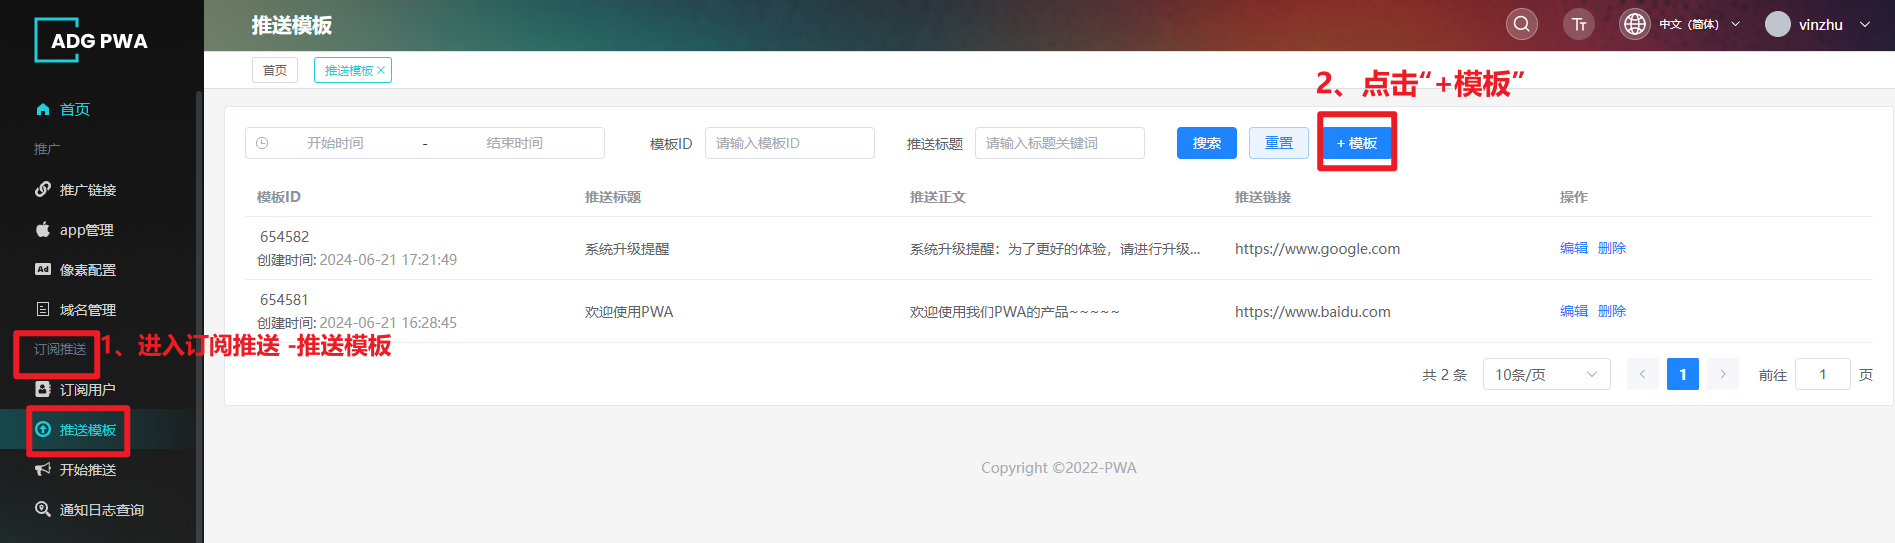 ADG PWA
推送模板
中文（简体）
vinzhu
首页
推送模板
2、点击“+模板”
首页
推广
推广链接
app管理
像素配置
域名管理
订阅推送
1、进入订阅推送 -推送模板
订阅用户
推送模板
开始推送
通知日志查询
开始时间 - 结束时间 模板ID 请输入模板ID 推送标题 请输入标题关键词 搜索 重置 + 模板
模板ID 推送标题 推送正文 推送链接 操作
654582
创建时间: 2024-06-21 17:21:49 系统升级提醒 系统升级提醒：为了更好的体验，请进行升级... https://www.google.com 编辑 删除
654581
创建时间: 2024-06-21 16:28:45 欢迎使用PWA 欢迎使用我们PWA的产品~~~~~ https://www.baidu.com 编辑 删除
共 2 条 10条/页 1 前往 1 页
Copyright ©2022-PWA